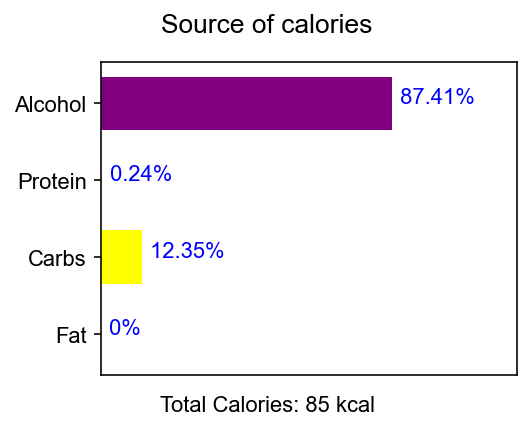 Source of calories
Alcohol 87.41%
Protein 0.24%
Carbs 12.35%
Fat 0%
Total Calories: 85 kcal